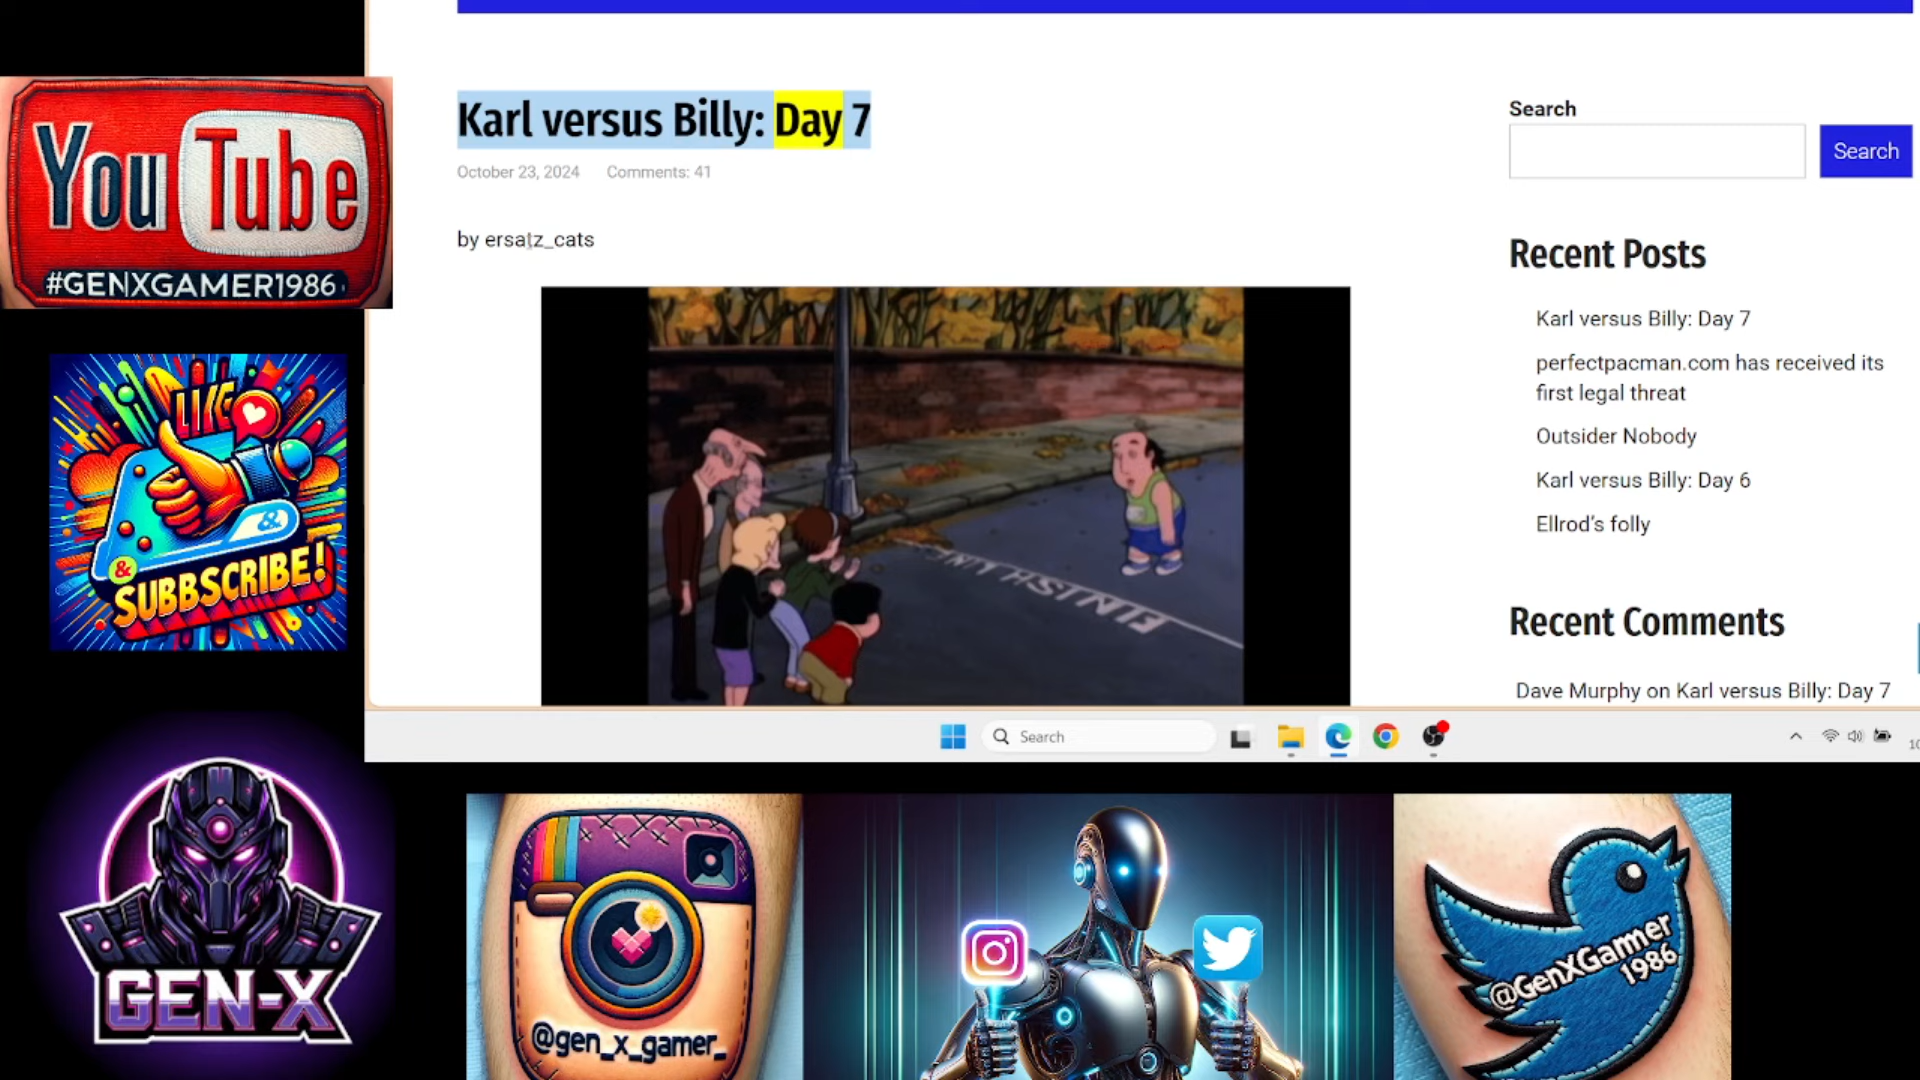 Karl versus Billy: Day 7
October 23, 2024 Comments: 41
by ersatz_cats
FINISH LINE
Search
Search
Recent Posts
Karl versus Billy: Day 7
perfectpacman.com has received its
first legal threat
Outsider Nobody
Karl versus Billy: Day 6
Ellrod's folly
Recent Comments
Dave Murphy on Karl versus Billy: Day 7
Search
You Tube
#GENXGAMER1986
LIKE
&
&
SUBBSCRIBE!
GEN-X
@gen_x_gamer_
@GenXGamer
1986